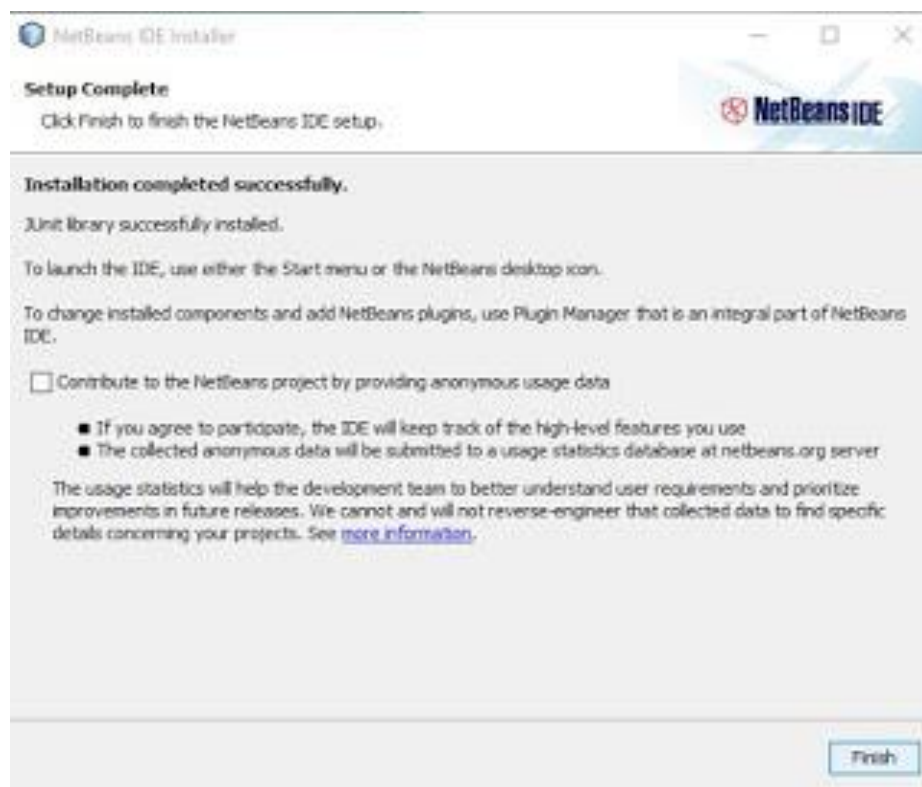 NetBeans IDE Installer
Setup Complete
Click Finish to finish the NetBeans IDE setup.
NetBeans IDE
Installation completed successfully.
JUnit library successfully installed.
To launch the IDE, use either the Start menu or the NetBeans desktop icon.
To change installed components and add NetBeans plugins, use Plugin Manager that is an integral part of NetBeans
IDE.
Contribute to the NetBeans project by providing anonymous usage data
If you agree to participate, the IDE will keep track of the high-level features you use
The collected anonymous data will be submitted to a usage statistics database at netbeans.org server
The usage statistics will help the development team to better understand user requirements and prioritize
improvements in future releases. We cannot and will not reverse-engineer that collected data to find specific
details concerning your projects. See more information.
Finish